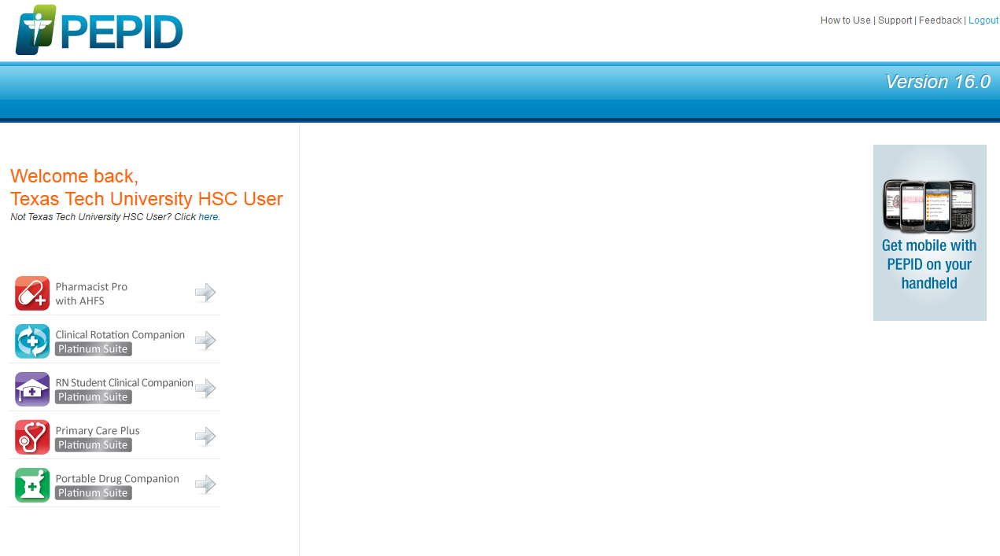 PEPID
How to Use | Support | Feedback | Logout
Version 16.0
Welcome back,
Texas Tech University HSC User
Not Texas Tech University HSC User? Click here.
Pharmacist Pro
with AHFS
Clinical Rotation Companion
Platinum Suite
RN Student Clinical Companion
Platinum Suite
Primary Care Plus
Platinum Suite
Portable Drug Companion
Platinum Suite
Get mobile with
PEPID on your
handheld